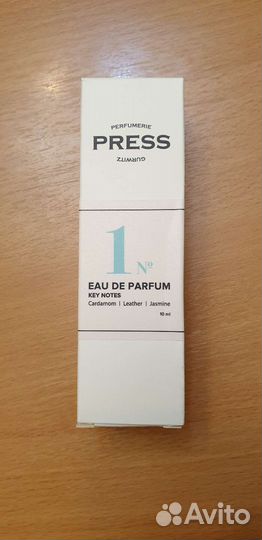 PERFUMERIE
PRESS
GURWITZ
1 No
EAU DE PARFUM
KEY NOTES
Cardamom | Leather | Jasmine
10 ml
Avito